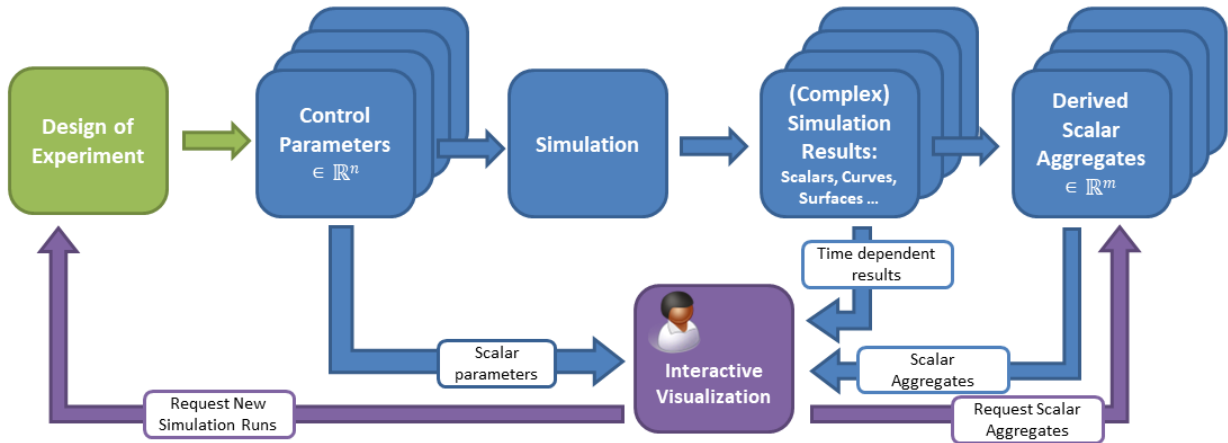 Design of
Experiment
Control
Parameters
∈ ℝⁿ
Simulation
(Complex)
Simulation
Results:
Scalars, Curves,
Surfaces ...
Derived
Scalar
Aggregates
∈ ℝᵐ
Time dependent
results
Scalar
parameters
Interactive
Visualization
Scalar
Aggregates
Request New
Simulation Runs
Request Scalar
Aggregates